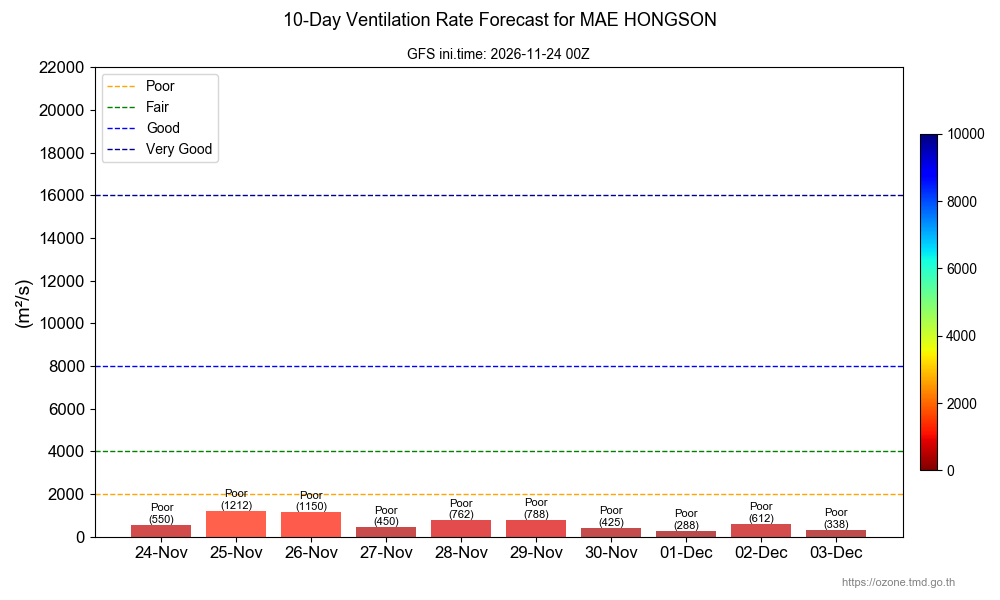 10-Day Ventilation Rate Forecast for MAE HONGSON
GFS ini.time: 2026-11-24 00Z
(m²/s)
22000
20000
18000
16000
14000
12000
10000
8000
6000
4000
2000
0
Poor
Fair
Good
Very Good
Poor
(550)
Poor
(1212)
Poor
(1150)
Poor
(450)
Poor
(762)
Poor
(788)
Poor
(425)
Poor
(288)
Poor
(612)
Poor
(338)
24-Nov 25-Nov 26-Nov 27-Nov 28-Nov 29-Nov 30-Nov 01-Dec 02-Dec 03-Dec
10000
8000
6000
4000
2000
0
https://ozone.tmd.go.th